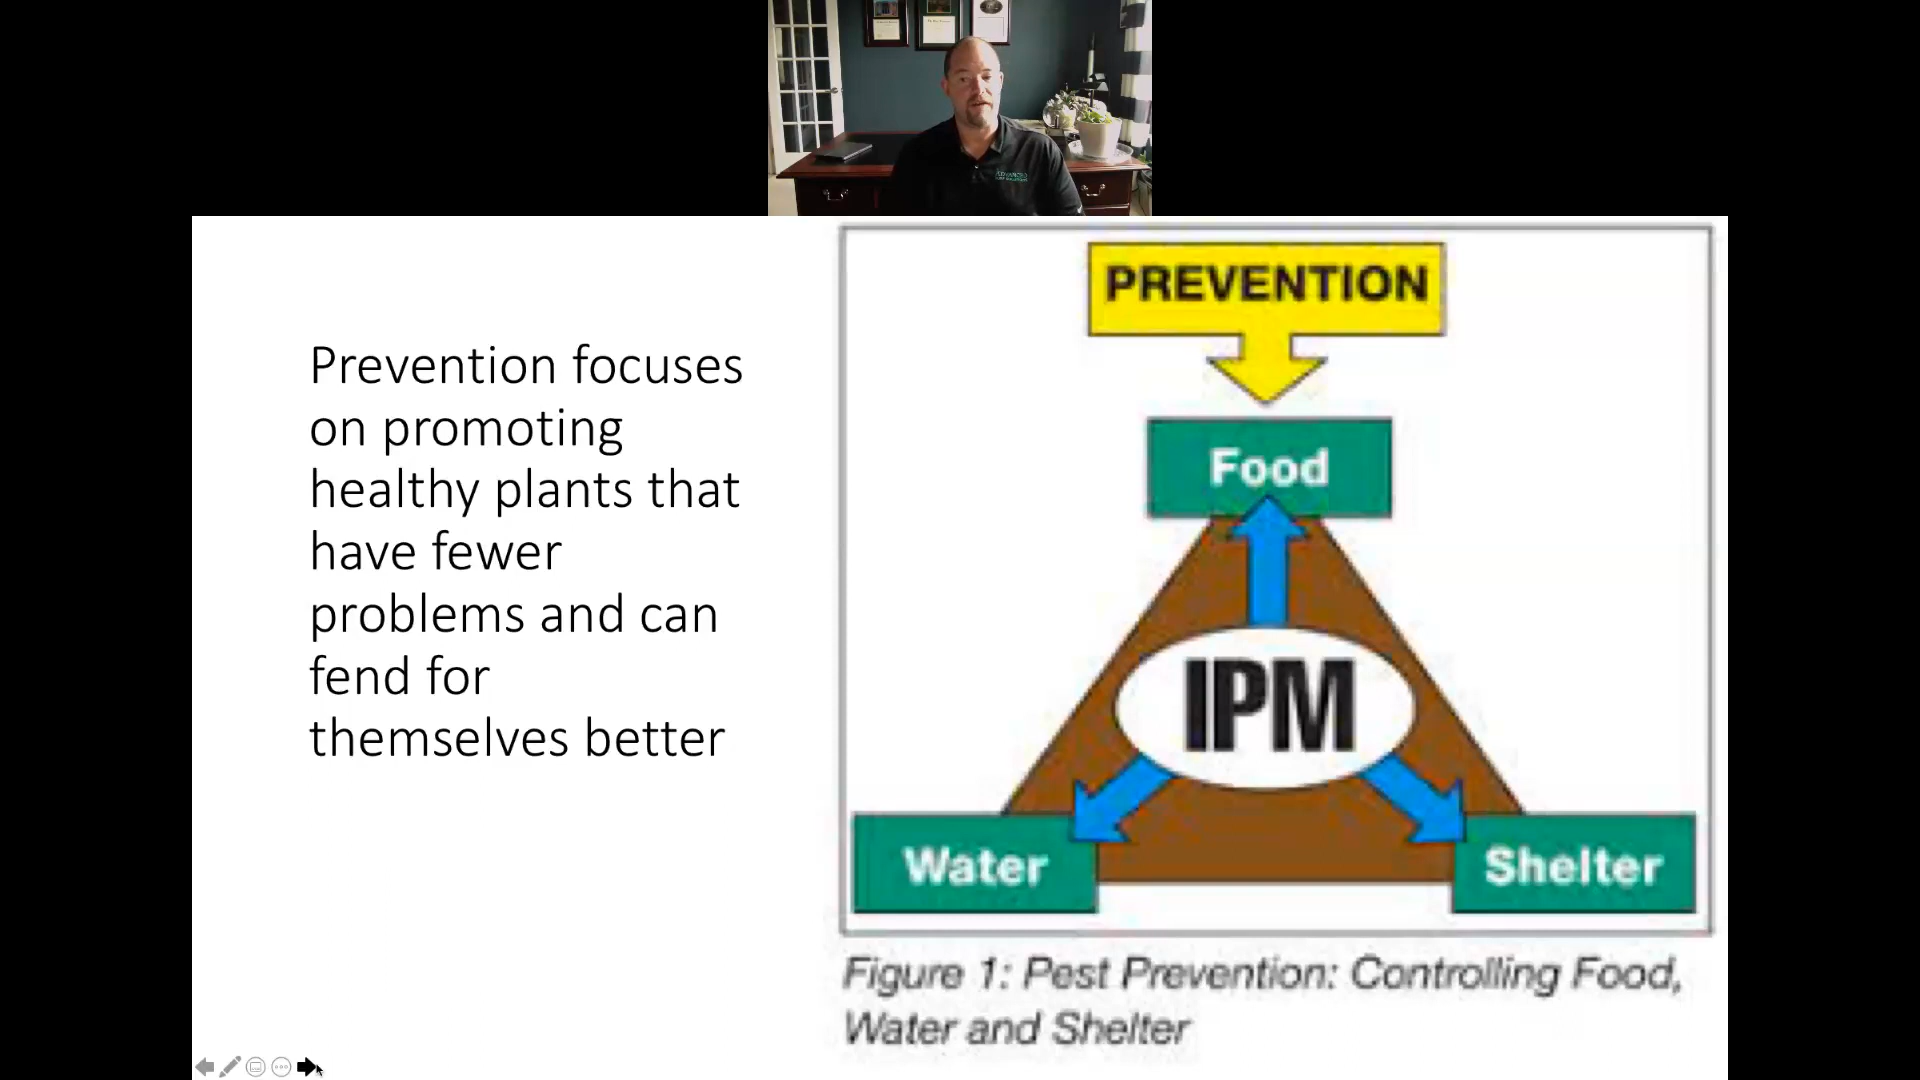 PREVENTION
Prevention focuses
on promoting
healthy plants that
have fewer
problems and can
fend for
themselves better
Food
IPM
Water
Shelter
Figure 1: Pest Prevention: Controlling Food,
Water and Shelter